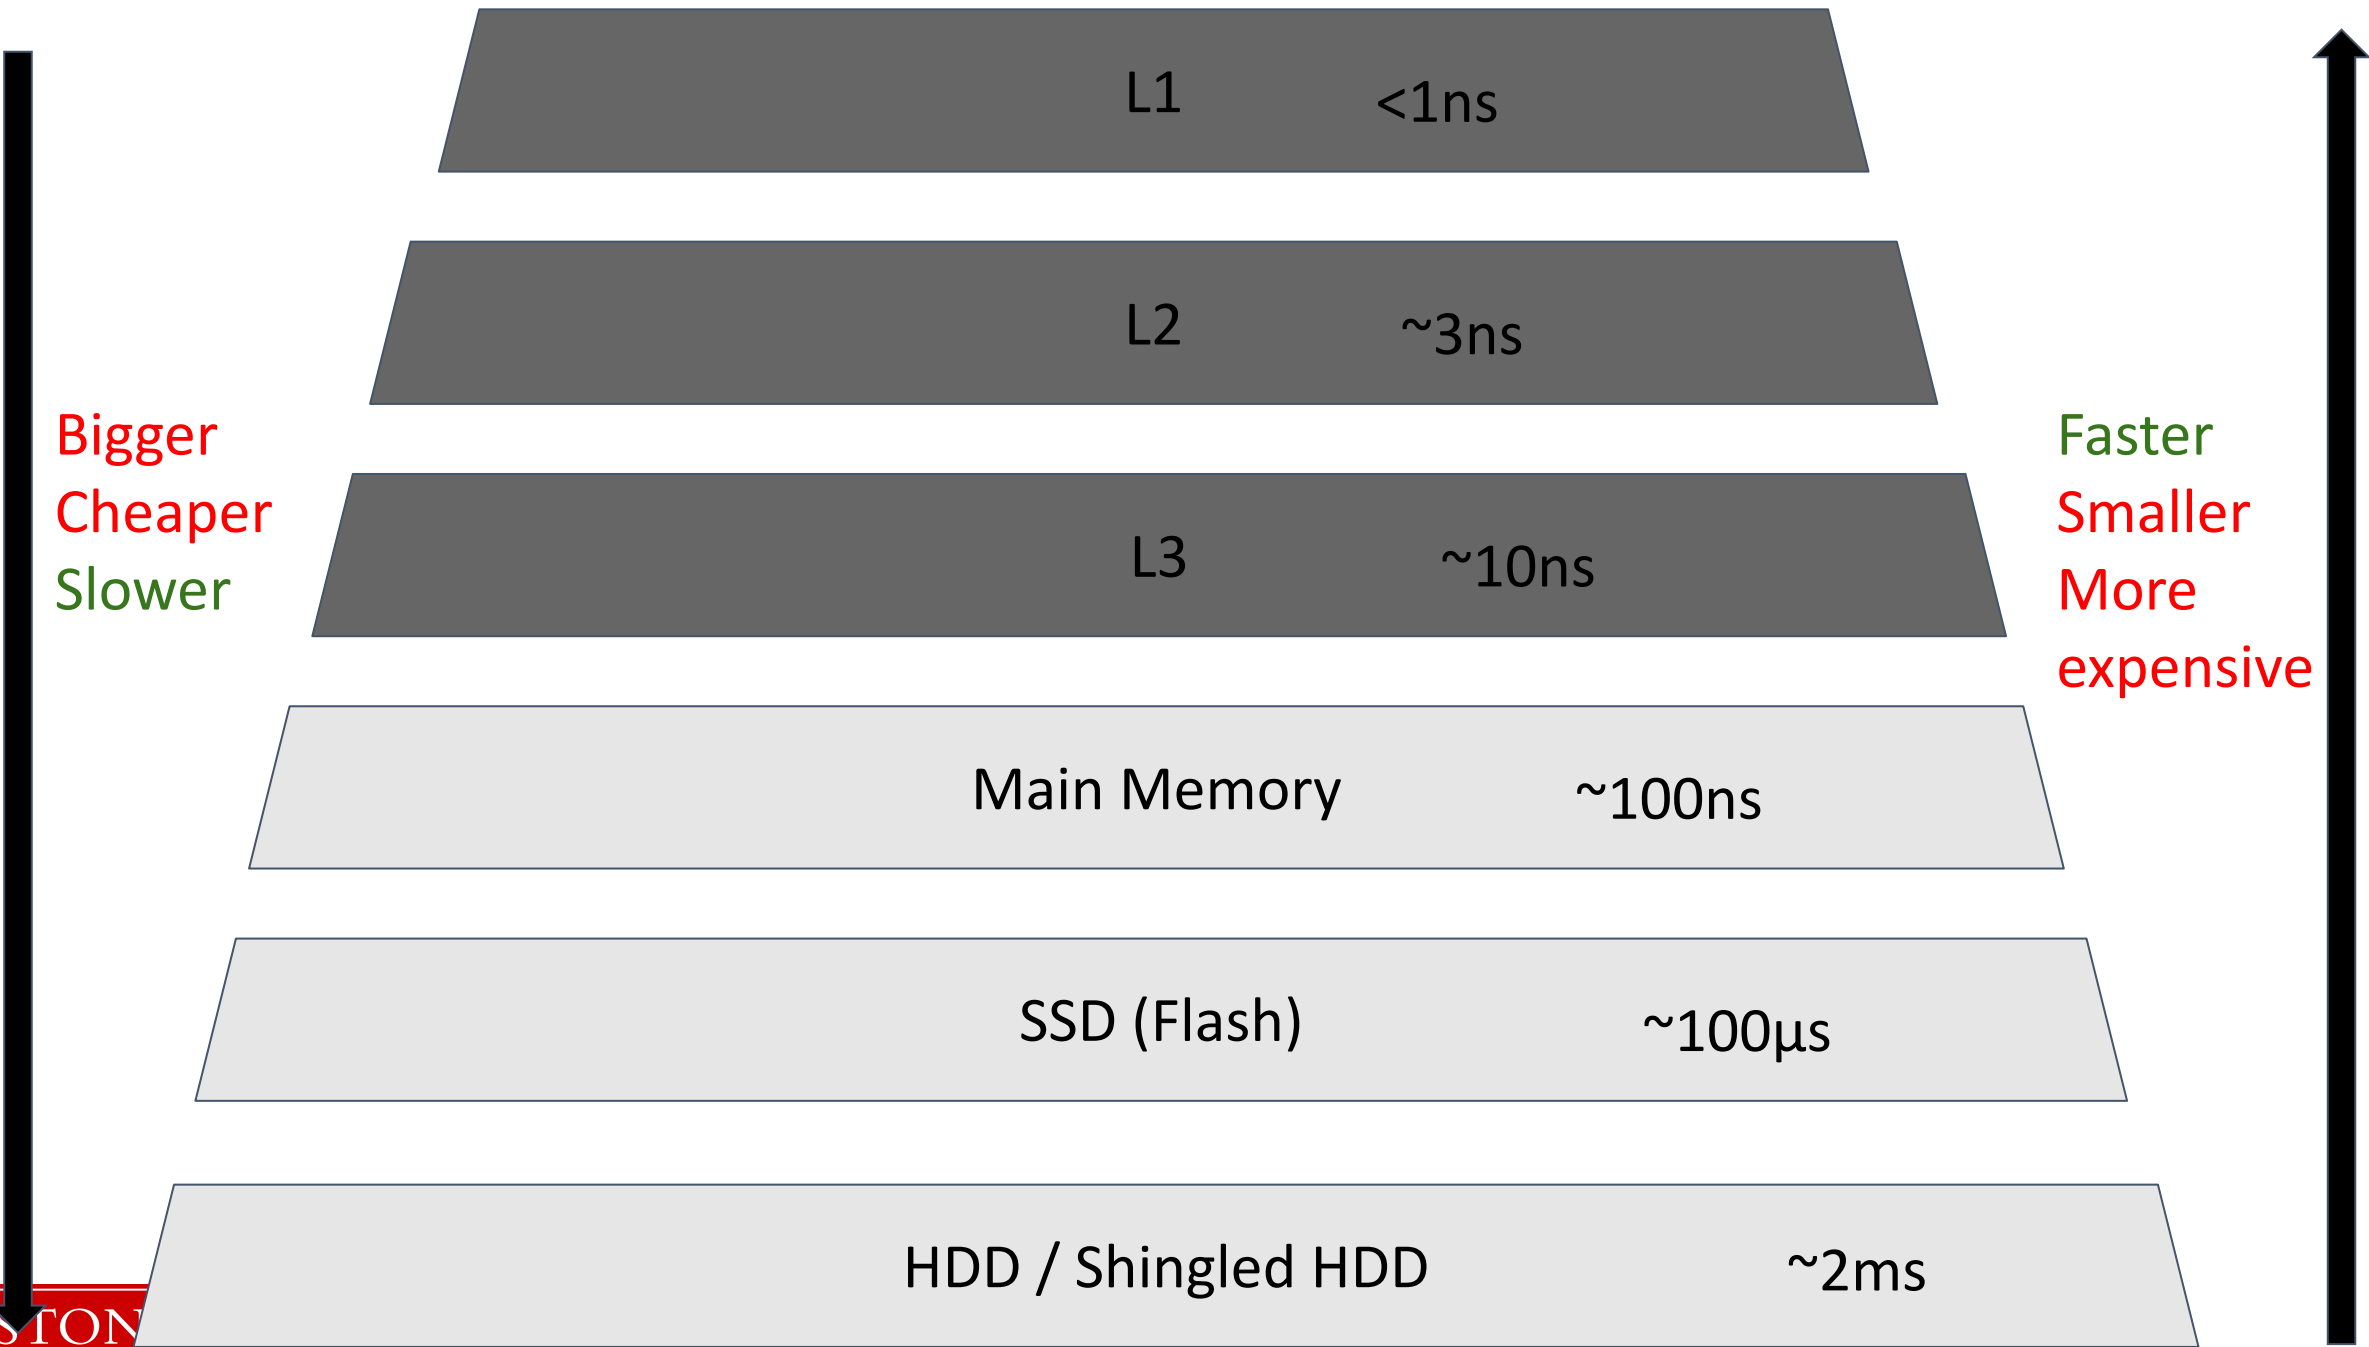 L1 <1ns
L2 ~3ns
Bigger
Cheaper
Slower
Faster
Smaller
More
expensive
L3 ~10ns
Main Memory ~100ns
SSD (Flash) ~100µs
HDD / Shingled HDD ~2ms
STON